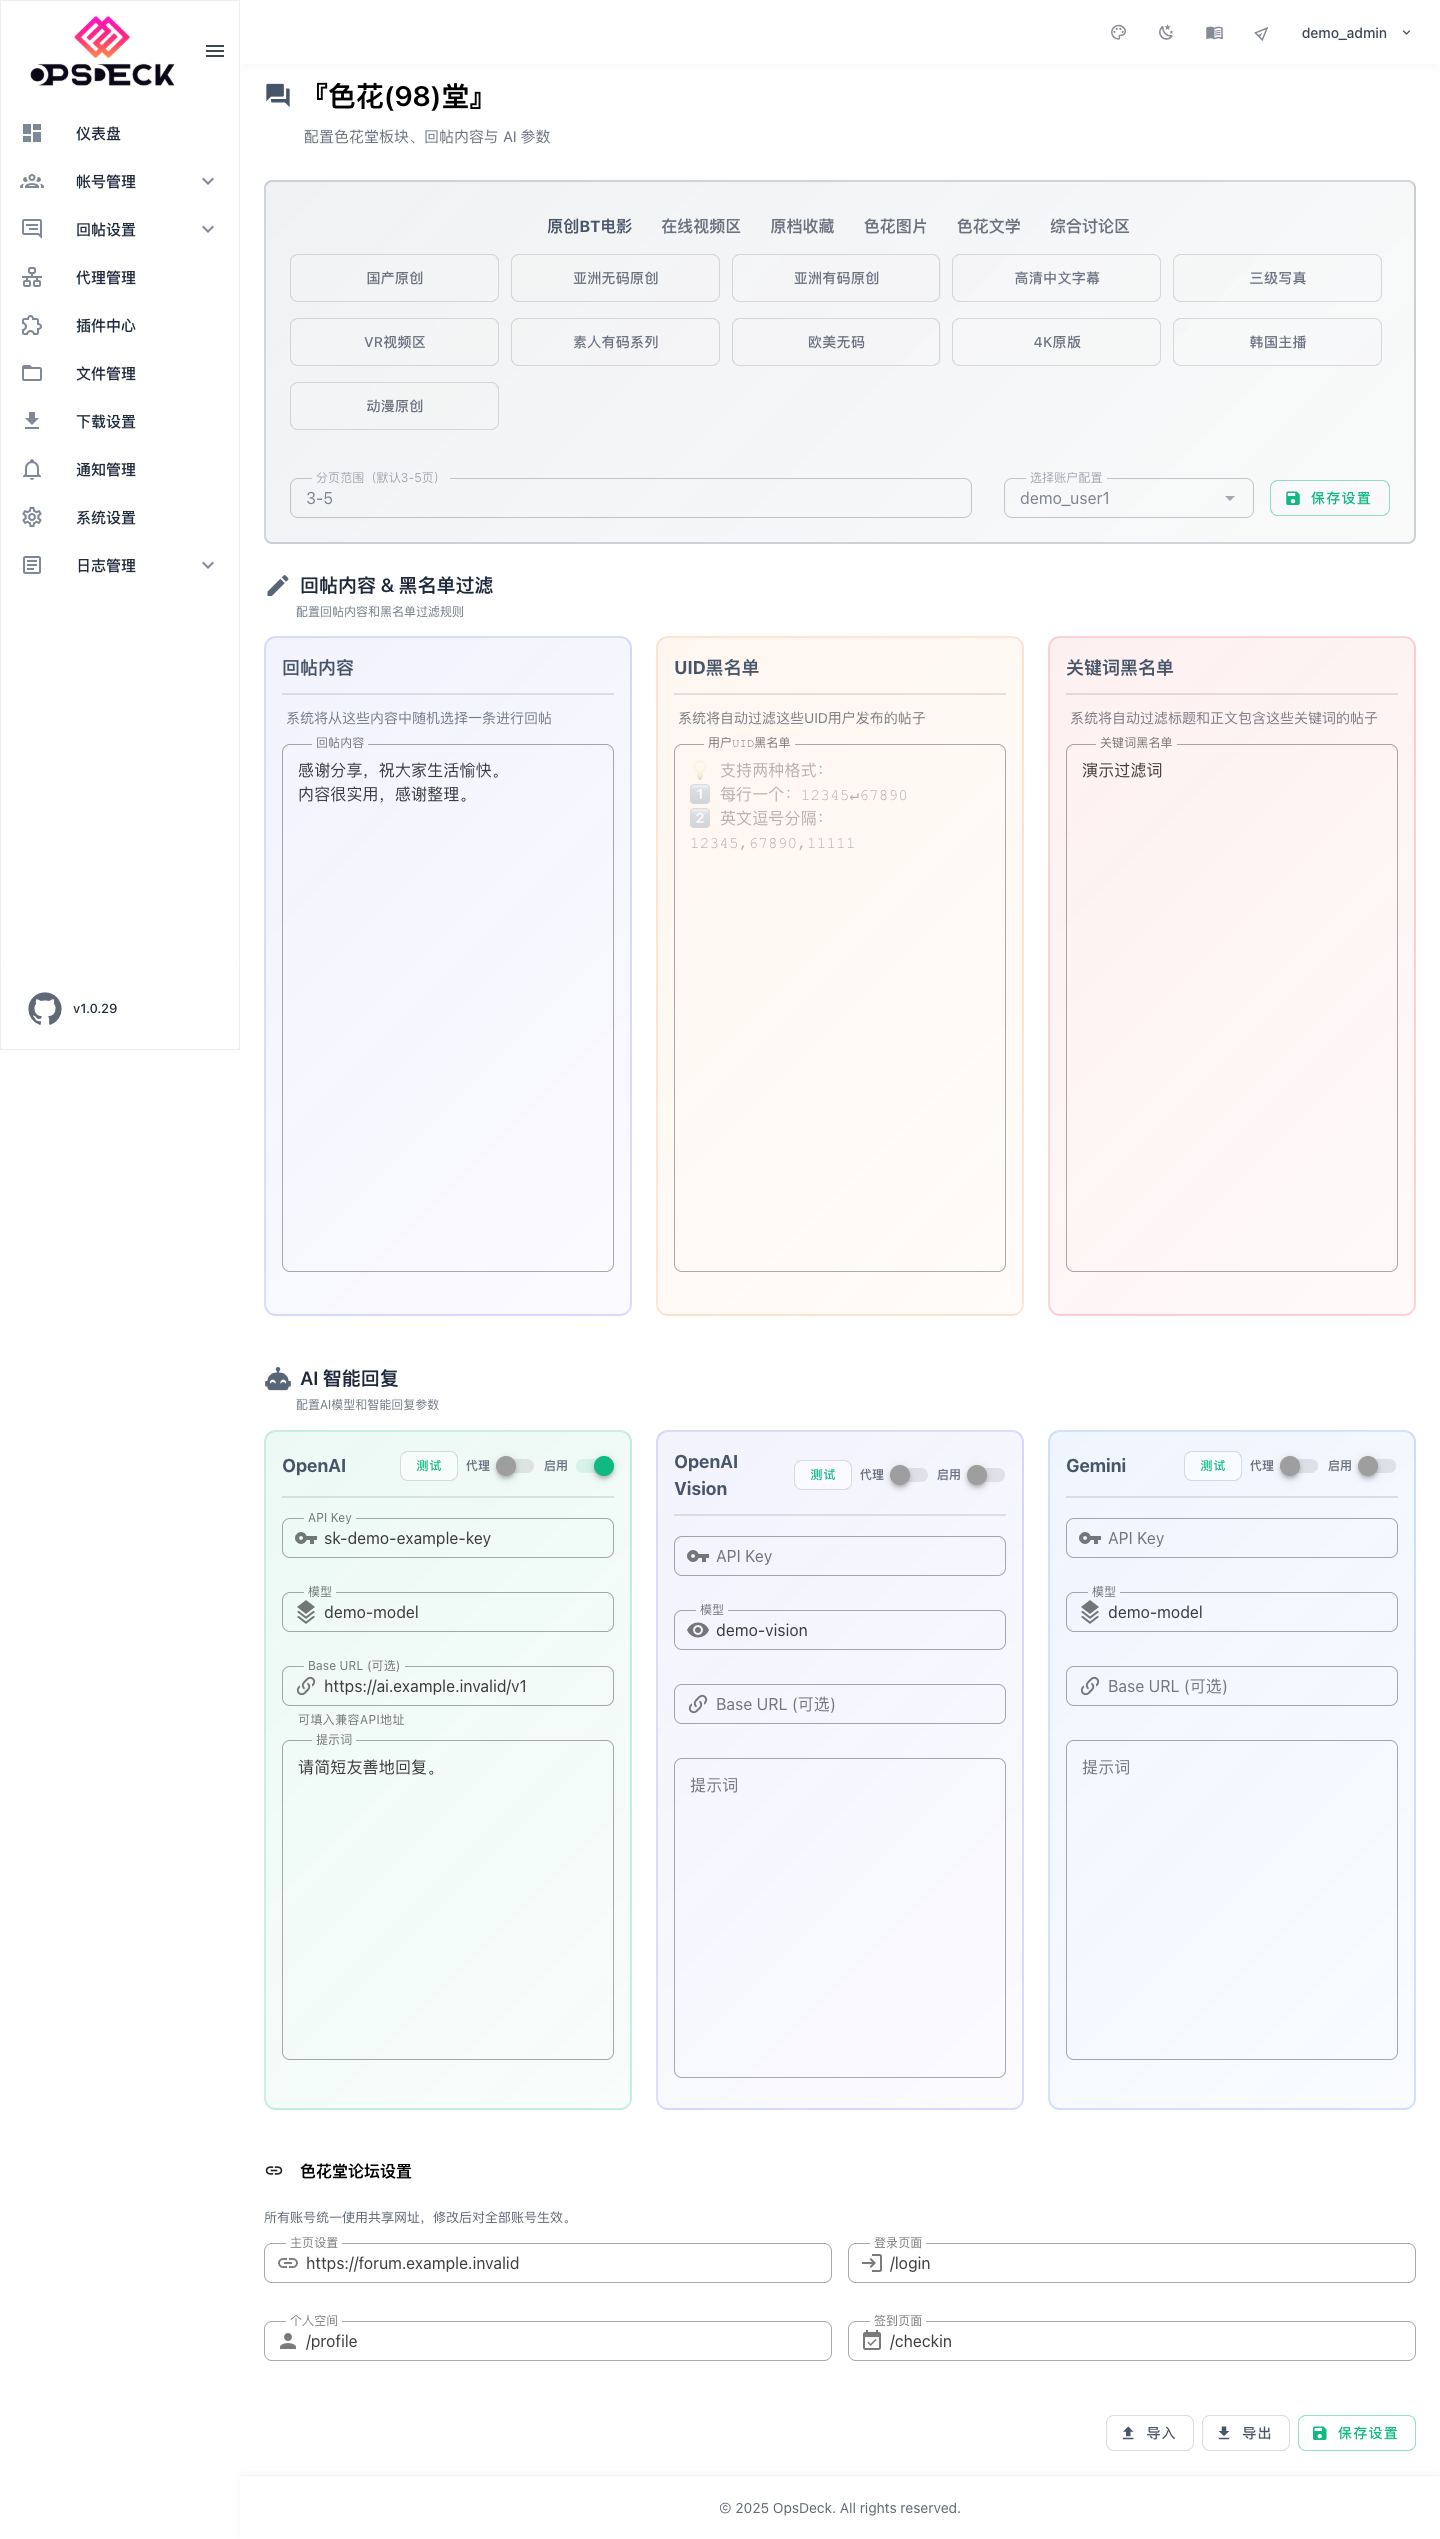 OPSDECK
仪表盘
帐号管理
回帖设置
代理管理
插件中心
文件管理
下载设置
通知管理
系统设置
日志管理
v1.0.29
demo_admin
『色花(98)堂』
配置色花堂板块、回帖内容与 AI 参数
原创BT电影 在线视频区 原档收藏 色花图片 色花文学 综合讨论区
国产原创 亚洲无码原创 亚洲有码原创 高清中文字幕 三级写真
VR视频区 素人有码系列 欧美无码 4K原版 韩国主播
动漫原创
分页范围（默认3-5页）
3-5
选择账户配置
demo_user1
保存设置
回帖内容 & 黑名单过滤
配置回帖内容和黑名单过滤规则
回帖内容
系统将从这些内容中随机选择一条进行回帖
回帖内容
感谢分享，祝大家生活愉快。
内容很实用，感谢整理。
UID黑名单
系统将自动过滤这些UID用户发布的帖子
用户UID黑名单
💡 支持两种格式：
1️⃣ 每行一个：12345↵67890
2️⃣ 英文逗号分隔：
12345,67890,11111
关键词黑名单
系统将自动过滤标题和正文包含这些关键词的帖子
关键词黑名单
演示过滤词
AI 智能回复
配置AI模型和智能回复参数
OpenAI
测试 代理 启用
API Key
sk-demo-example-key
模型
demo-model
Base URL (可选)
https://ai.example.invalid/v1
可填入兼容API地址
提示词
请简短友善地回复。
OpenAI
Vision
测试 代理 启用
API Key
模型
demo-vision
Base URL (可选)
提示词
Gemini
测试 代理 启用
API Key
模型
demo-model
Base URL (可选)
提示词
色花堂论坛设置
所有账号统一使用共享网址，修改后对全部账号生效。
主页设置
https://forum.example.invalid
登录页面
/login
个人空间
/profile
签到页面
/checkin
导入 导出 保存设置
© 2025 OpsDeck. All rights reserved.